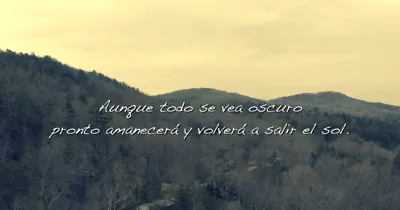 Aunque todo se vea oscuro
pronto amanecerá y volverá a salir el sol.